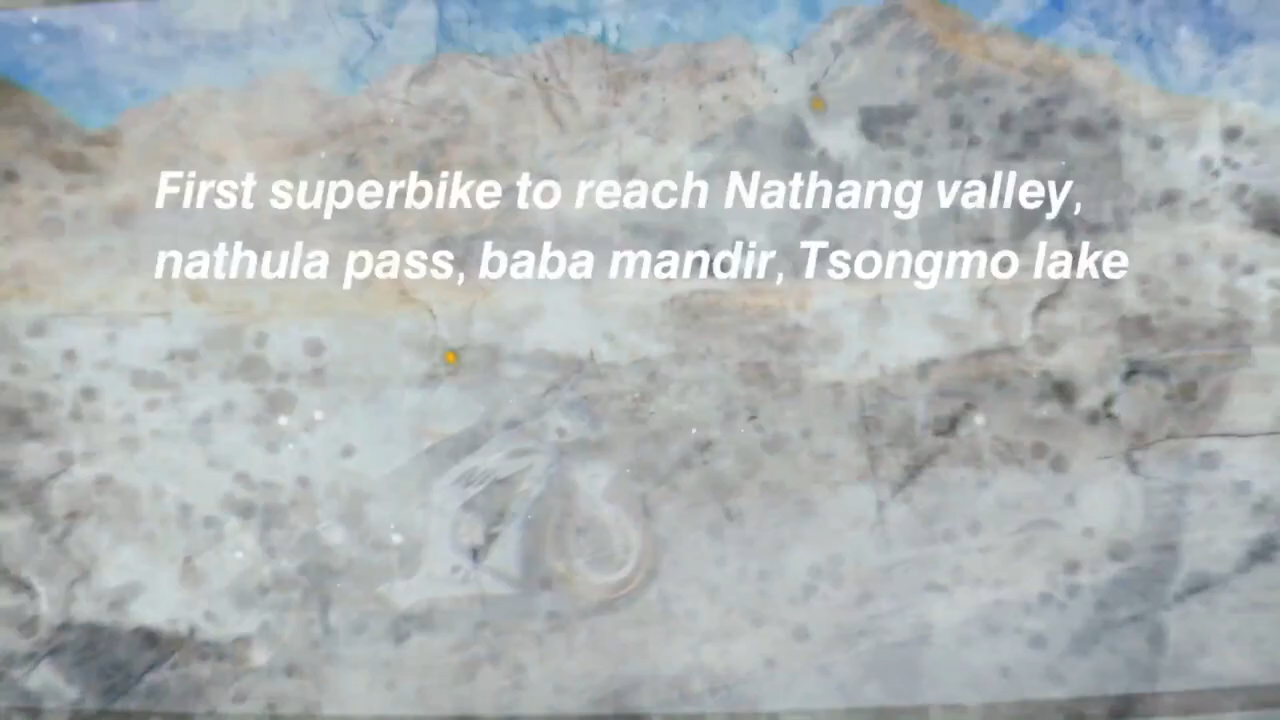 First superbike to reach Nathang valley,
nathula pass, baba mandir, Tsongmo lake